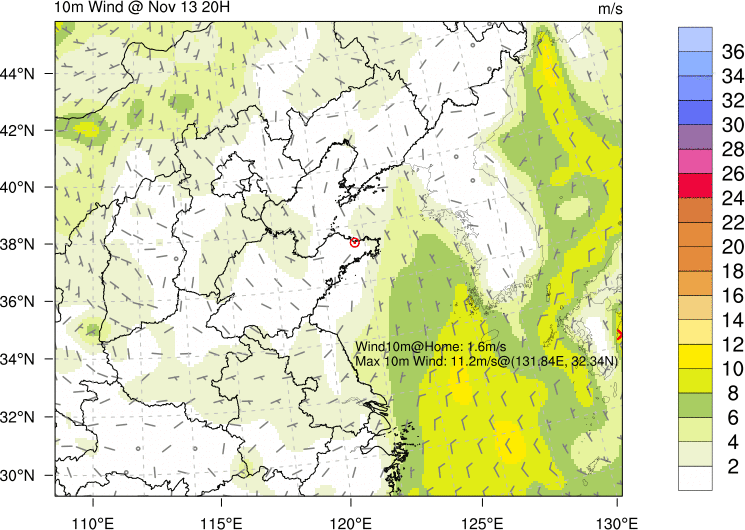 10m Wind @ Nov 13 20H
m/s
44°N
42°N
40°N
38°N
36°N
34°N
32°N
30°N
110°E
115°E
120°E
125°E
130°E
Wind10m@Home: 1.6m/s
Max 10m Wind: 11.2m/s@(131.84E, 32.34N)
36
34
32
30
28
26
24
22
20
18
16
14
12
10
8
6
4
2